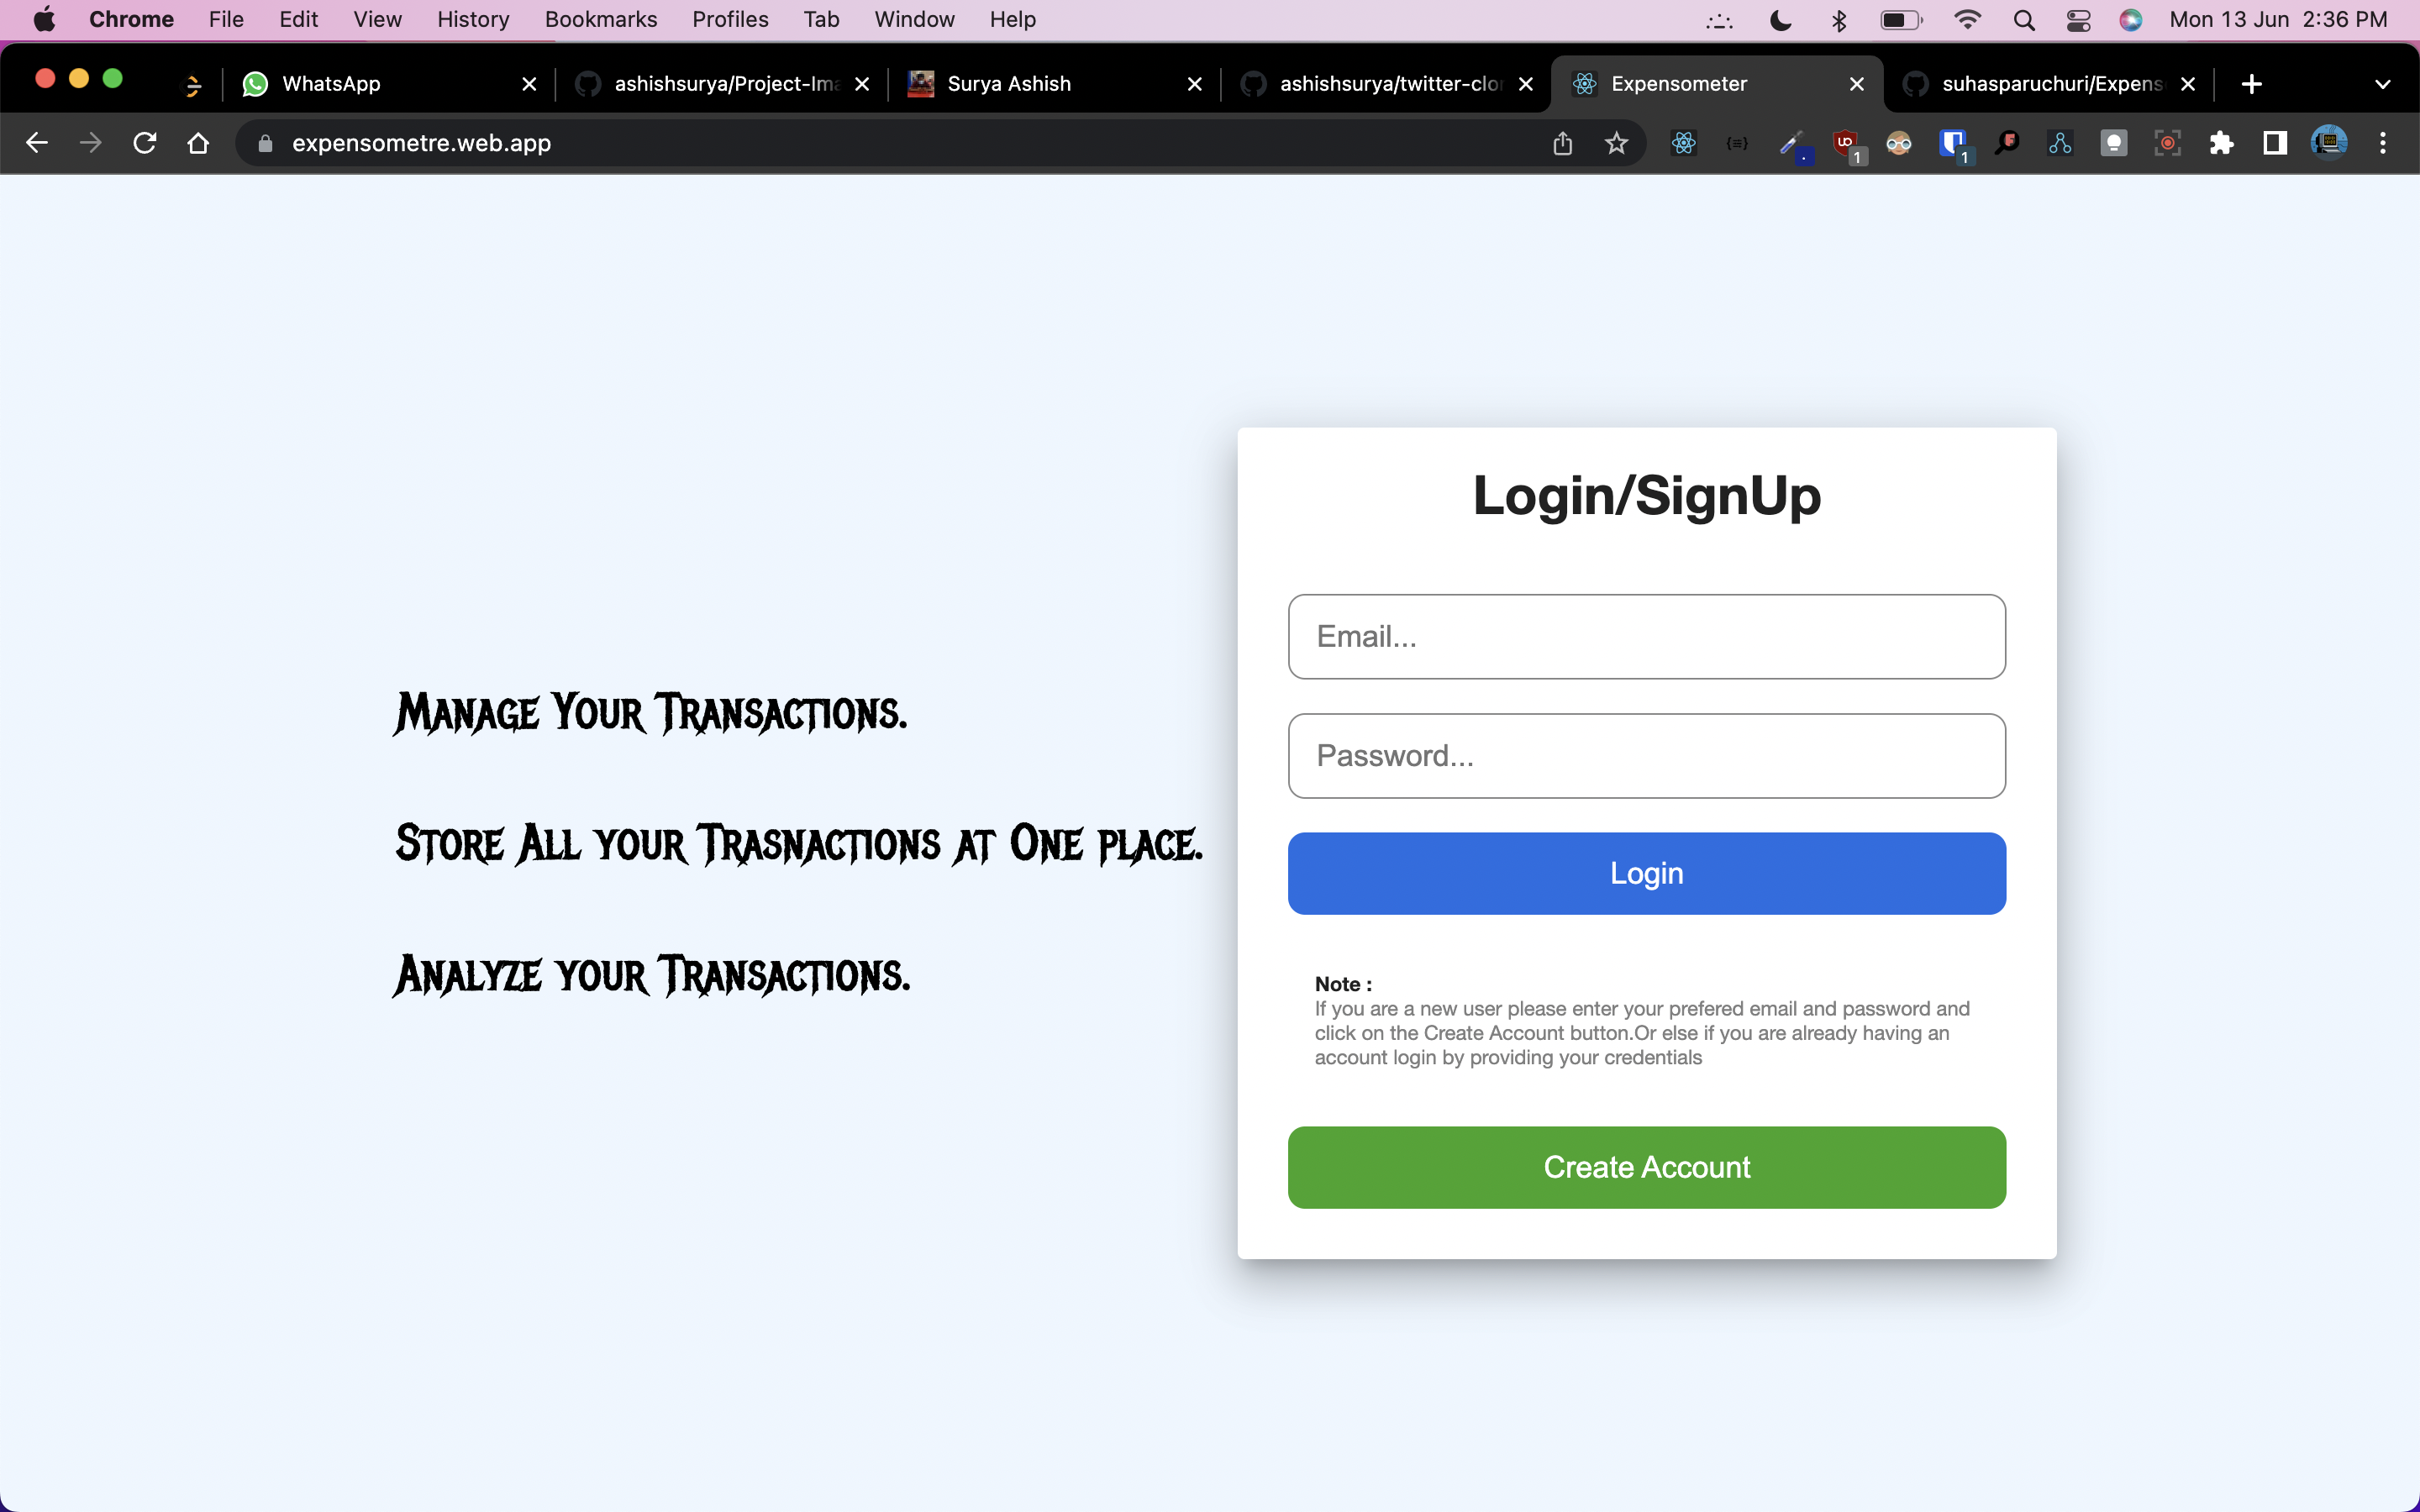 Chrome File Edit View History Bookmarks Profiles Tab Window Help Mon 13 Jun 2:36 PM
WhatsApp ashishsurya/Project-Ima Surya Ashish ashishsurya/twitter-clon Expensometer suhasparuchuri/Expens
expensometre.web.app
1 1
Login/SignUp
Email...
Password...
Login
Manage Your Transactions.
Store All your Trasnactions at One place.
Analyze your Transactions.
Note :
If you are a new user please enter your prefered email and password and
click on the Create Account button.Or else if you are already having an
account login by providing your credentials
Create Account